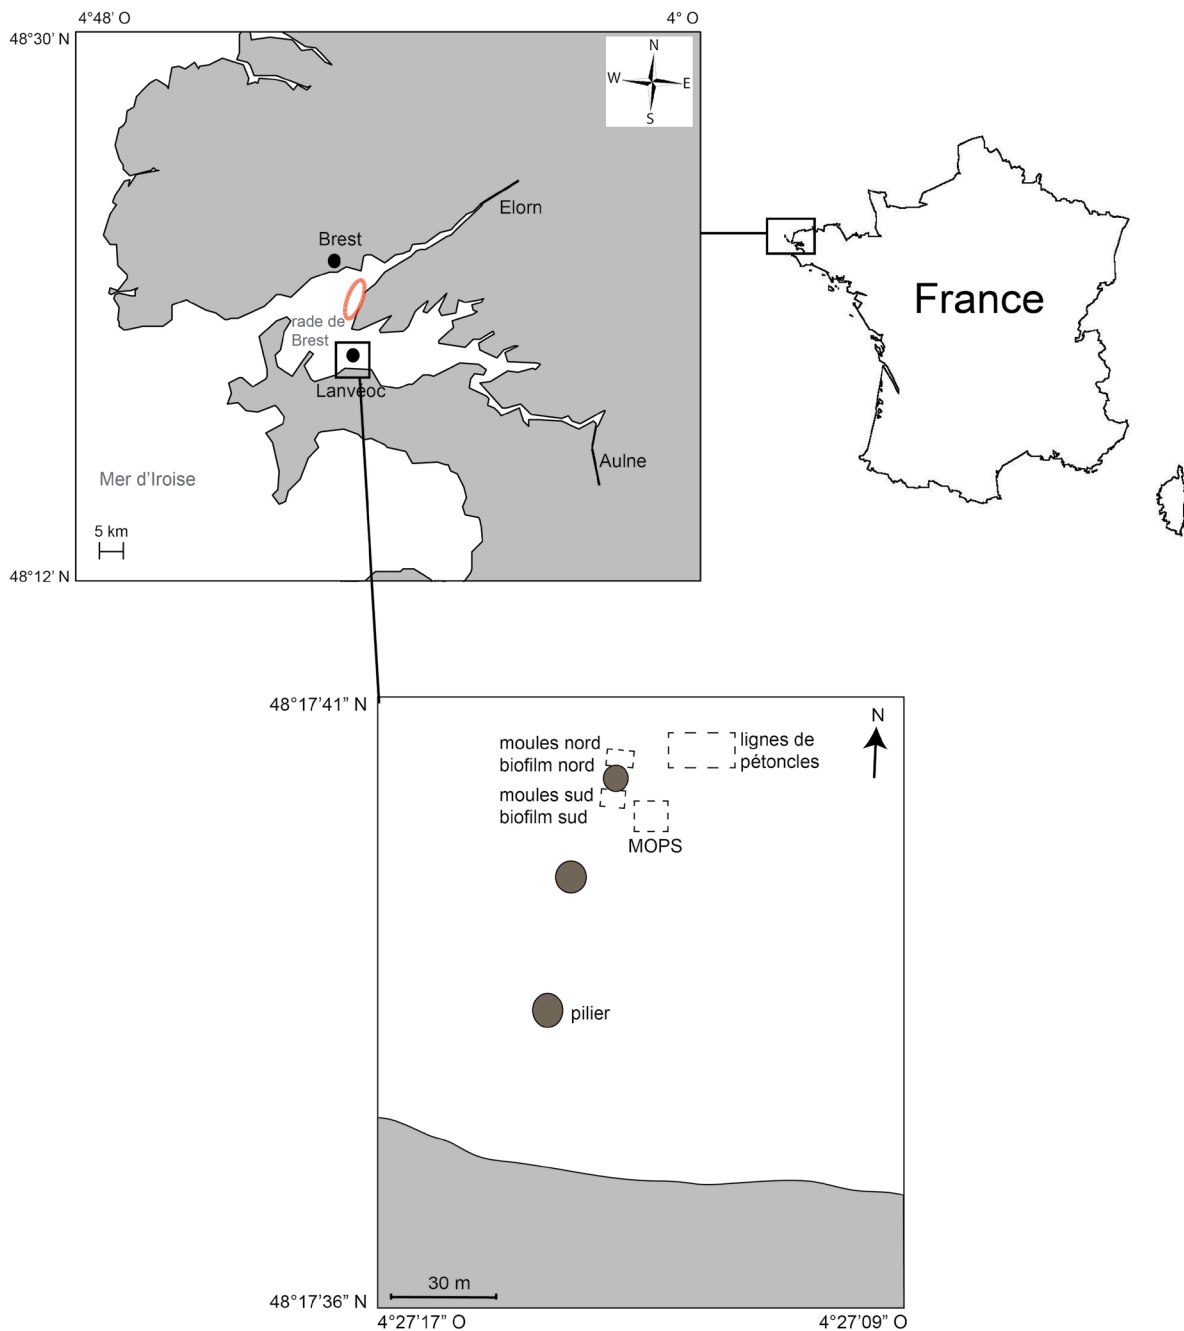 4°48' O
4° O
48°30' N
N
W
E
S
Elorn
Brest
France
rade de
Brest
Lanvéoc
Aulne
Mer d'Iroise
5 km
48°12' N
48°17'41" N
N
moules nord
biofilm nord
lignes de
pétoncles
moules sud
biofilm sud
MOPS
pilier
30 m
48°17'36" N
4°27'17" O
4°27'09" O